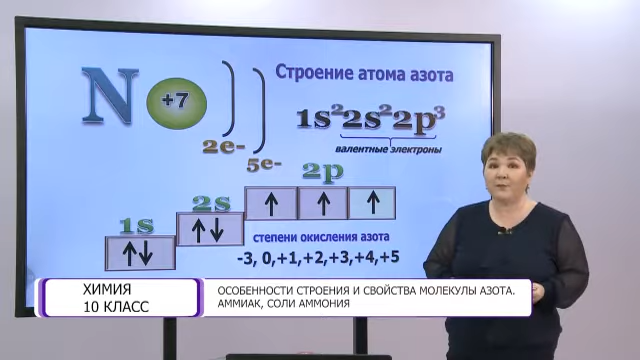 Строение атома азота
N +7
2e-
5e-
1s²2s²2p³
валентные электроны
2p
2s
1s
степени окисления азота
-3, 0,+1,+2,+3,+4,+5
ХИМИЯ
10 КЛАСС
ОСОБЕННОСТИ СТРОЕНИЯ И СВОЙСТВА МОЛЕКУЛЫ АЗОТА.
АММИАК, СОЛИ АММОНИЯ